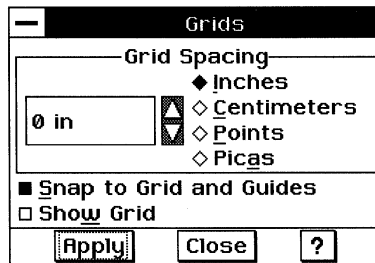 Grids
Grid Spacing
Inches
Centimeters
0 in
Points
Picas
Snap to Grid and Guides
Show Grid
Apply Close ?